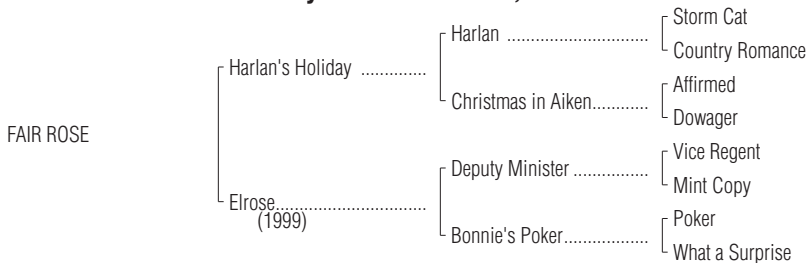 Storm Cat
Harlan ..............................
Country Romance
Harlan's Holiday ..............
Affirmed
Christmas in Aiken............
Dowager
FAIR ROSE
Vice Regent
Deputy Minister ................
Mint Copy
Elrose................................
(1999)
Poker
Bonnie's Poker..................
What a Surprise